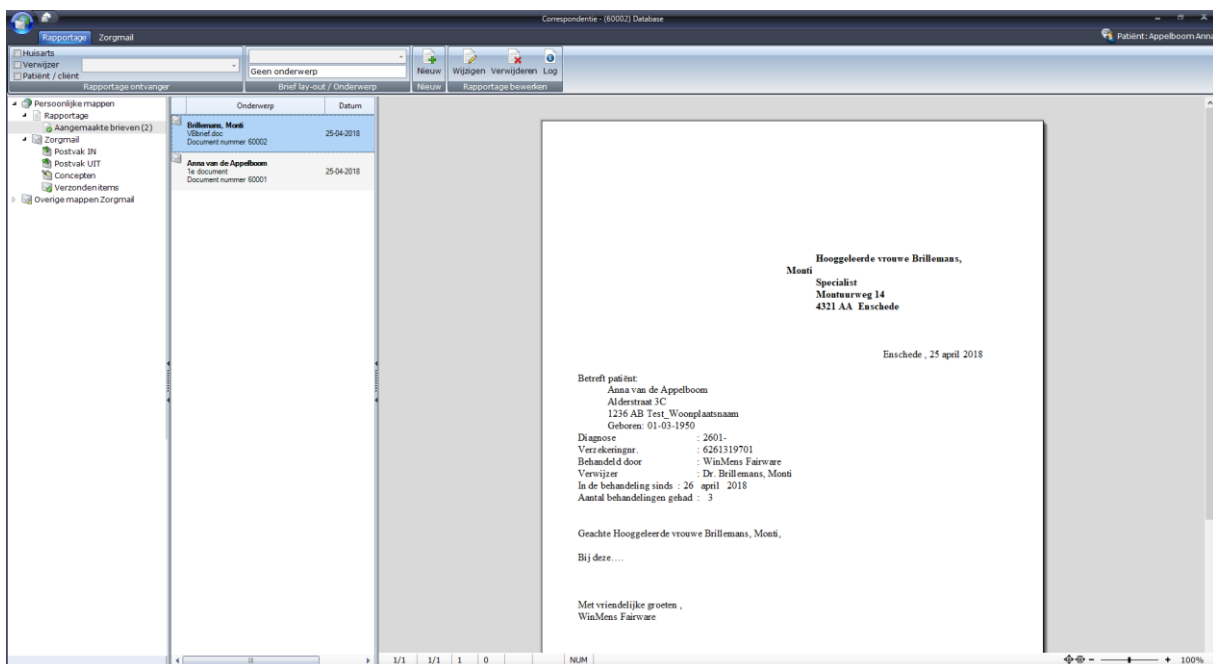 Correspondentie - (60002) Database
Rapportage Zorgmail
Patiënt: Appelboom Anna
Huisarts
Verwijzer
Patiënt / client
Rapportage ontvanger
Geen onderwerp
Brief lay-out / Onderwerp
Nieuw
Nieuw
Wijzigen Verwijderen Log
Rapportage bewerken
Persoonlijke mappen
Rapportage
Aangemaakte brieven (2)
Zorgmail
Postvak IN
Postvak UIT
Concepten
Verzonden items
Overige mappen Zorgmail
Onderwerp Datum
Brillemans, Monti
VBbrief.doc 25-04-2018
Document nummer 60002
Anna van de Appelboom
1e document 25-04-2018
Document nummer 60001
Hooggeleerde vrouwe Brillemans,
Monti
Specialist
Montuurweg 14
4321 AA Enschede
Enschede , 25 april 2018
Betreft patiënt:
Anna van de Appelboom
Alderstraat 3C
1236 AB Test_Woonplaatsnaam
Geboren: 01-03-1950
Diagnose : 2601-
Verzekeringnr. : 6261319701
Behandeld door : WinMens Fairware
Verwijzer : Dr. Brillemans, Monti
In de behandeling sinds : 26 april 2018
Aantal behandelingen gehad : 3
Geachte Hooggeleerde vrouwe Brillemans, Monti,
Bij deze....
Met vriendelijke groeten ,
WinMens Fairware
1/1 1/1 1 0 NUM 100%